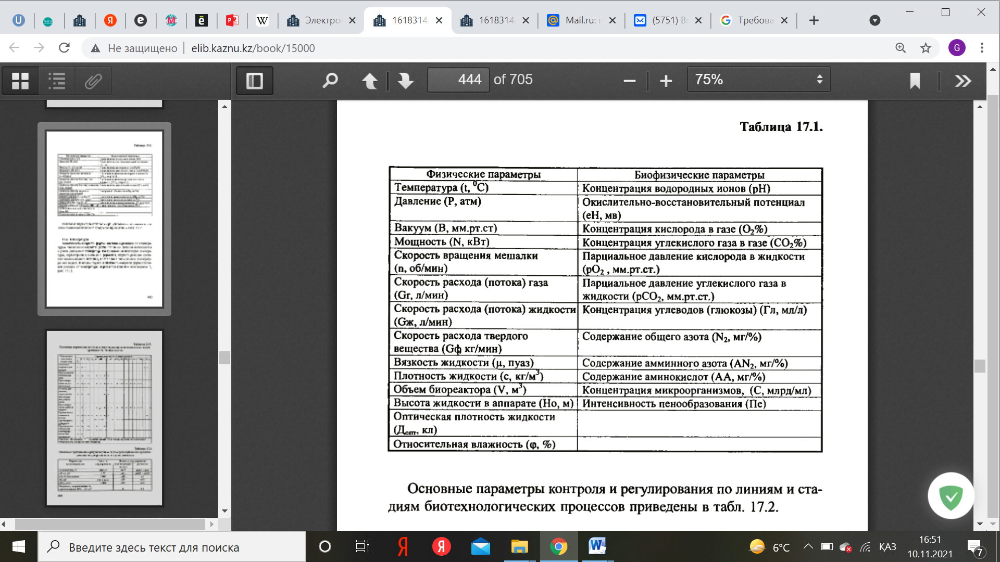 Электро
1618314
1618314
Mail.ru: п
(5751) Вх
Требова
Не защищено
elib.kaznu.kz/book/15000
G
444 of 705
75%
Таблица 17.1.
Физические параметры
Биофизические параметры
Температура (t, ⁰C)
Концентрация водородных ионов (pH)
Давление (P, атм)
Окислительно-восстановительный потенциал
(eH, мв)
Вакуум (В, мм.рт.ст)
Концентрация кислорода в газе (O₂%)
Мощность (N, кВт)
Концентрация углекислого газа в газе (CO₂%)
Скорость вращения мешалки
(n, об/мин)
Парциальное давление кислорода в жидкости
(pO₂ , мм.рт.ст.)
Скорость расхода (потока) газа
(Gг, л/мин)
Парциальное давление углекислого газа в
жидкости (pCO₂, мм.рт.ст.)
Скорость расхода (потока) жидкости
(Gж, л/мин)
Концентрация углеводов (глюкозы) (Гл, мл/л)
Скорость расхода твердого
вещества (Gф кг/мин)
Содержание общего азота (N₂, мг/%)
Вязкость жидкости (μ, пуаз)
Содержание амминного азота (AN₂, мг/%)
Плотность жидкости (с, кг/м³)
Содержание аминокислот (АА, мг/%)
Объем биореактора (V, м³)
Концентрация микроорганизмов, (С, млрд/мл)
Высота жидкости в аппарате (Но, м)
Интенсивность пенообразования (Пе)
Оптическая плотность жидкости
(Допт, кл)
Относительная влажность (φ, %)
Основные параметры контроля и регулирования по линиям и ста-
диям биотехнологических процессов приведены в табл. 17.2.
Введите здесь текст для поиска
6°C
ҚАЗ
16:51
10.11.2021
7